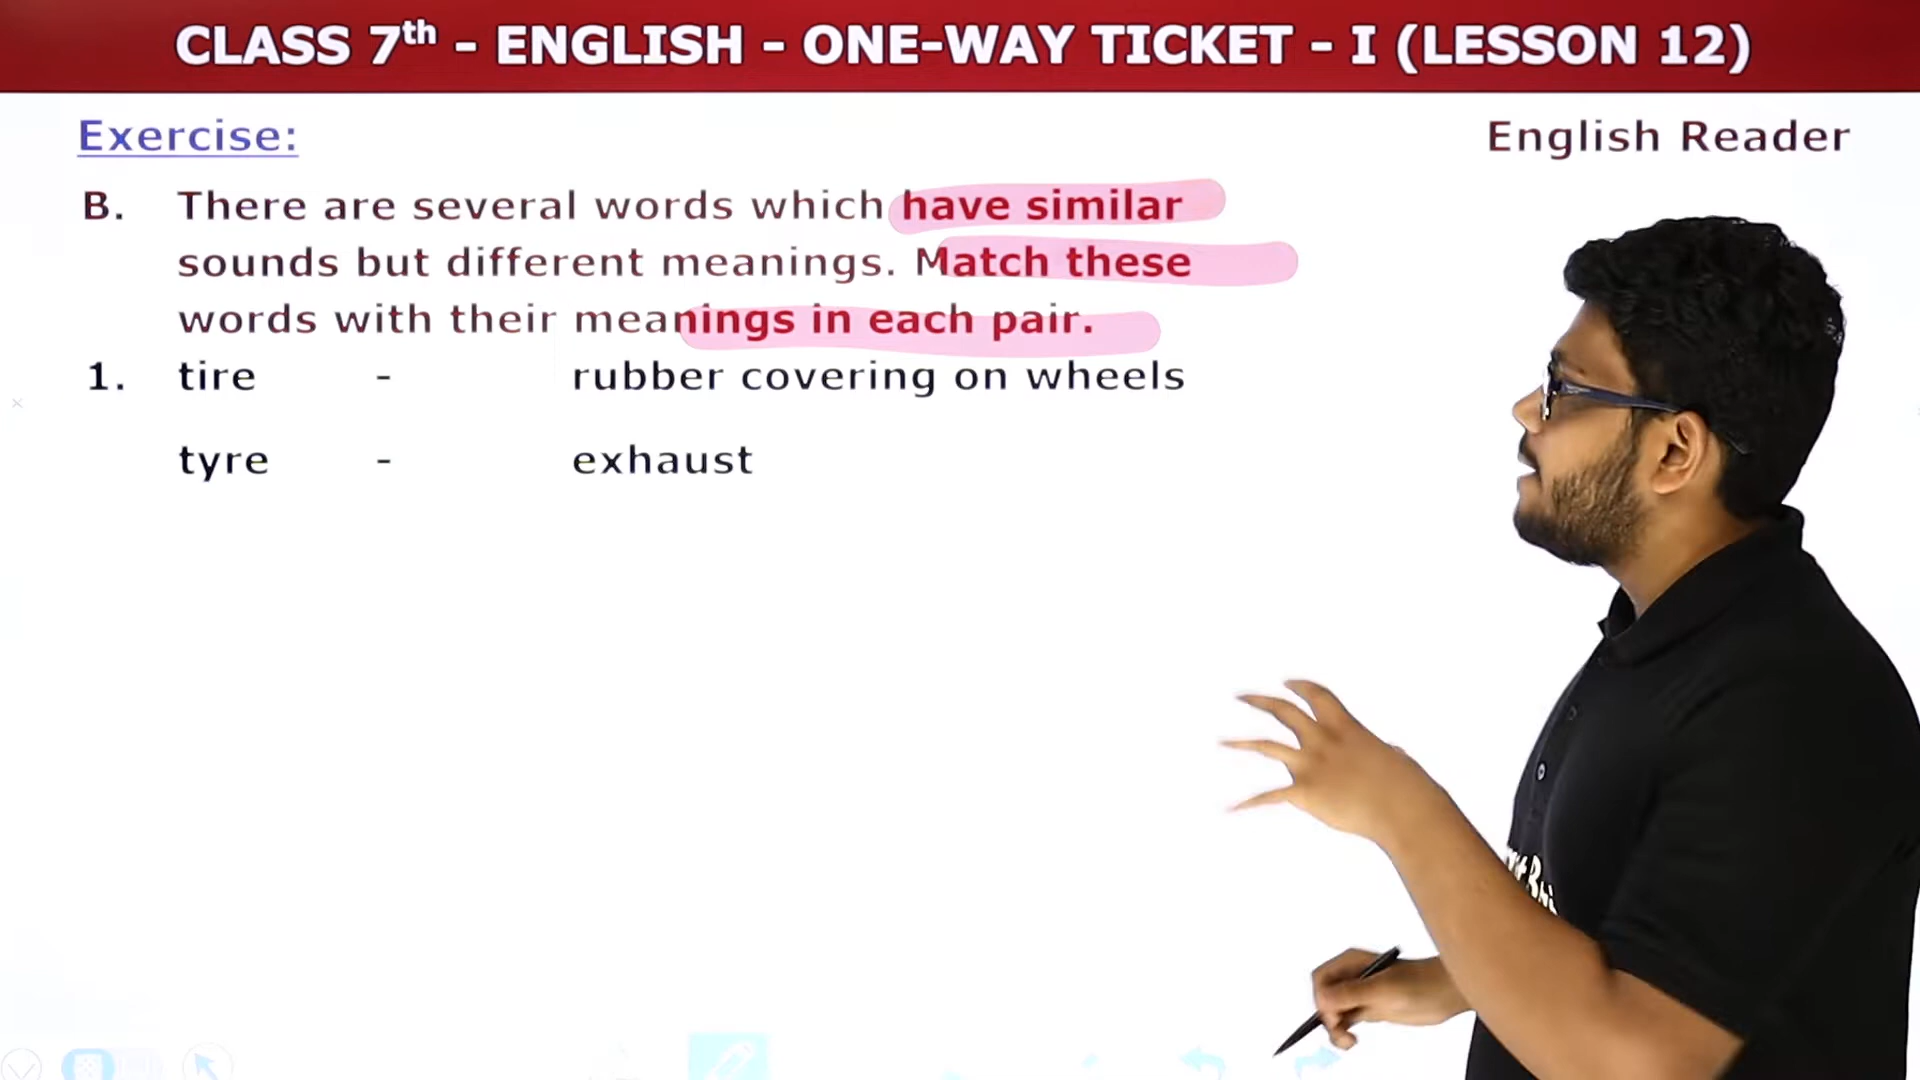 CLASS 7th - ENGLISH - ONE-WAY TICKET - I (LESSON 12)
Exercise:
English Reader
B. There are several words which have similar
sounds but different meanings. Match these
words with their meanings in each pair.
1. tire - rubber covering on wheels
tyre - exhaust